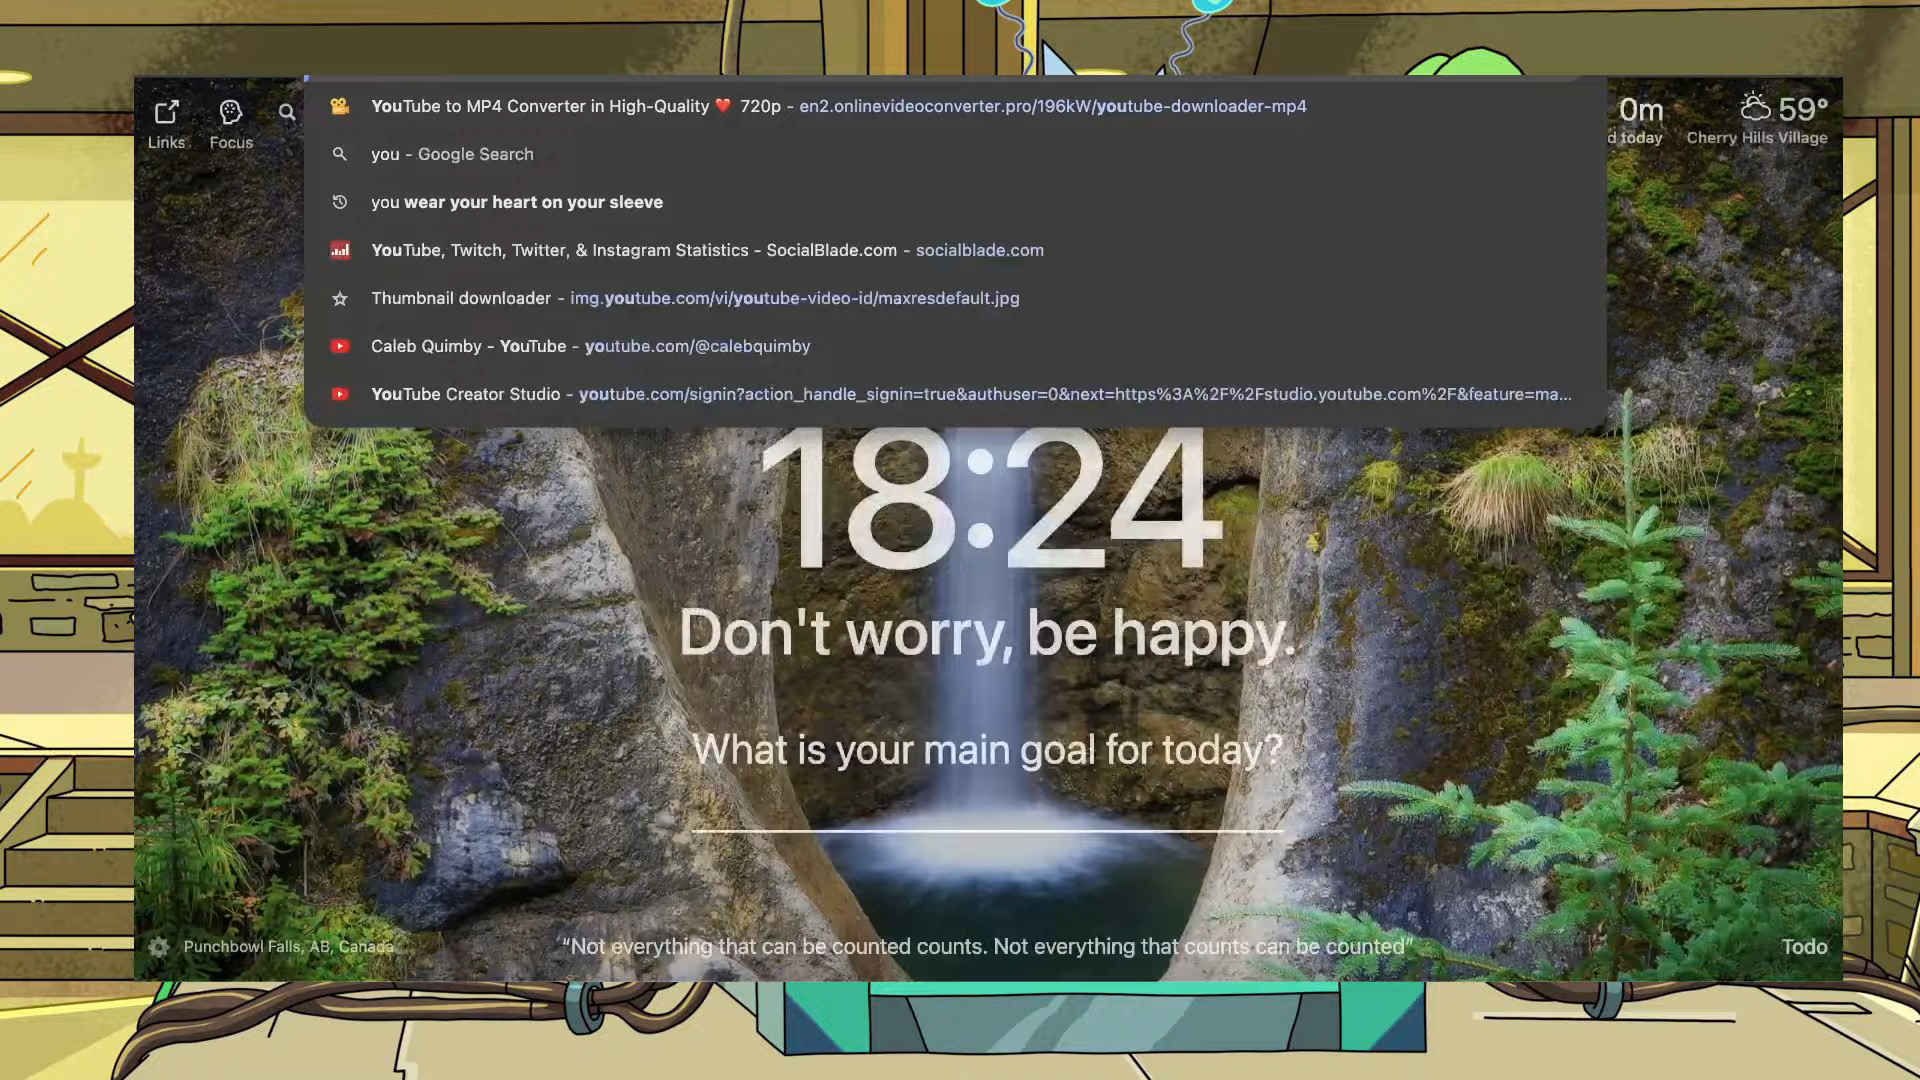 YouTube to MP4 Converter in High-Quality ❤️ 720p - en2.onlinevideoconverter.pro/196kW/youtube-downloader-mp4
you - Google Search
you wear your heart on your sleeve
YouTube, Twitch, Twitter, & Instagram Statistics - SocialBlade.com - socialblade.com
Thumbnail downloader - img.youtube.com/vi/youtube-video-id/maxresdefault.jpg
Caleb Quimby - YouTube - youtube.com/@calebquimby
YouTube Creator Studio - youtube.com/signin?action_handle_signin=true&authuser=0&next=https%3A%2F%2Fstudio.youtube.com%2F&feature=ma...
Links
Focus
0m
d today
59°
Cherry Hills Village
18:24
Don't worry, be happy.
What is your main goal for today?
Punchbowl Falls, AB, Canada
“Not everything that can be counted counts. Not everything that counts can be counted”
Todo